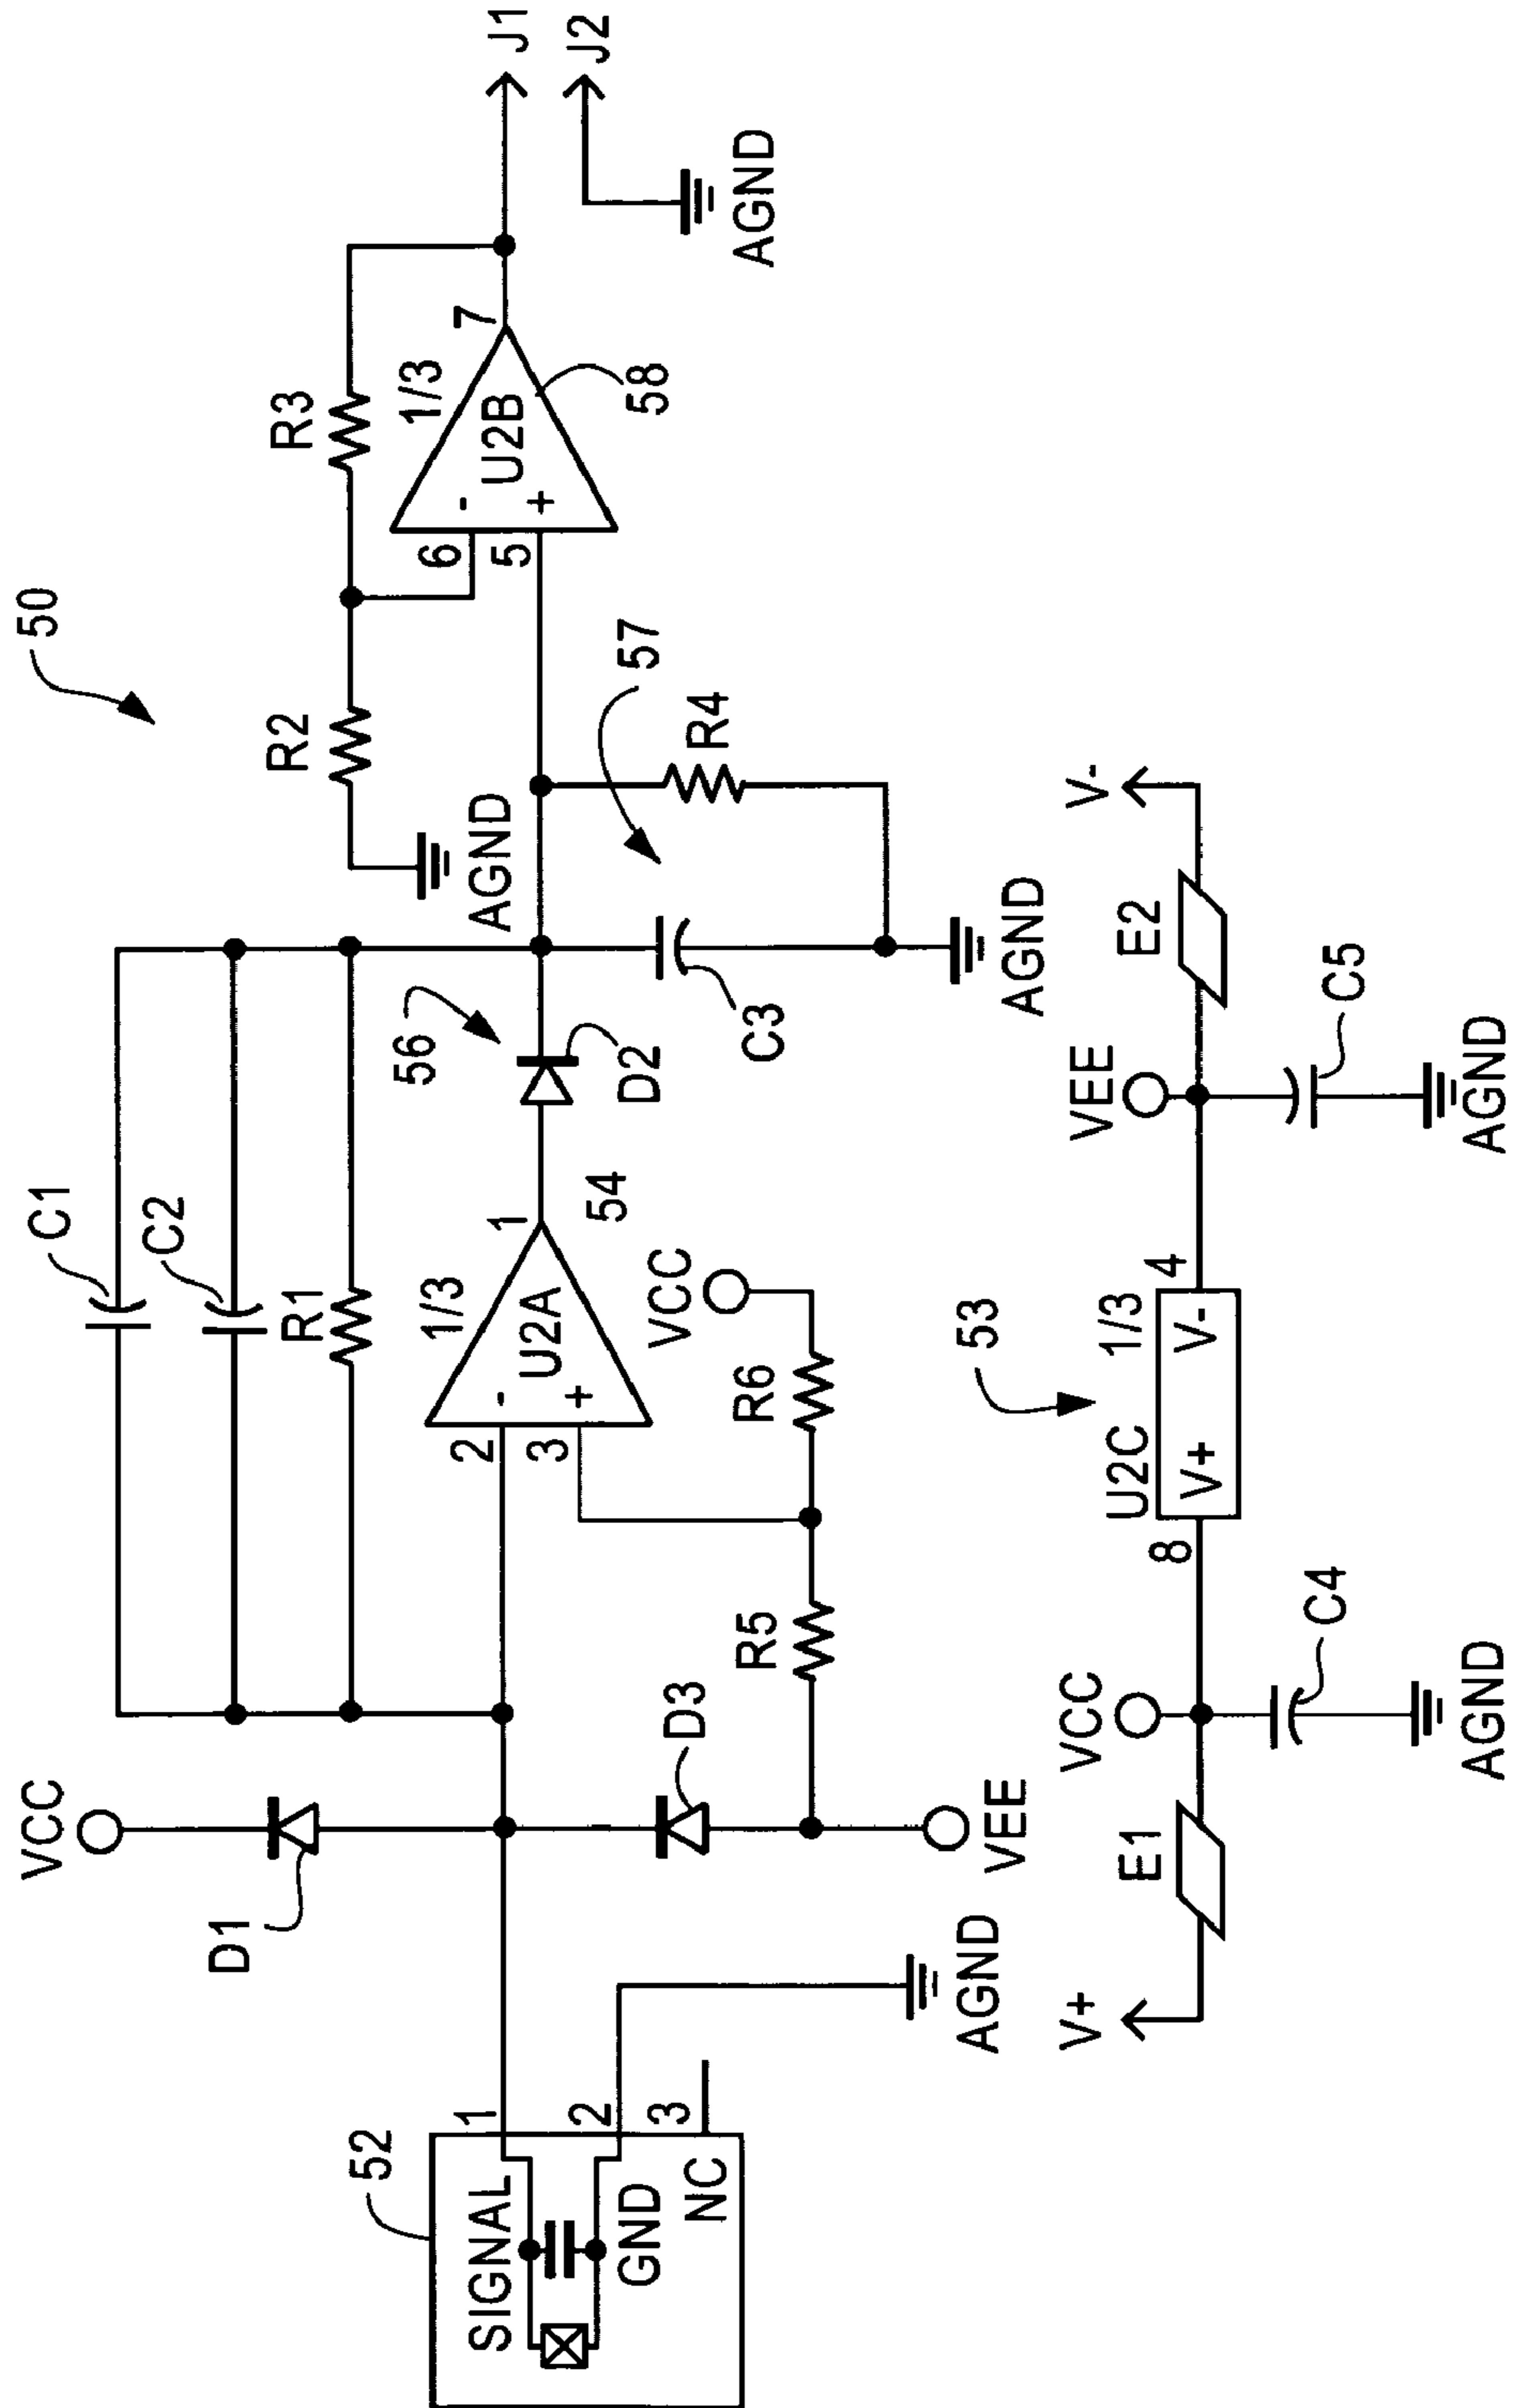 50
C1
C2
R1
R2
R3
AGND
VCC
D1
52
SIGNAL
GND
NC
1
2
3
AGND
D3
VEE
2
3
-
+
1/3
U2A
1
54
R5
R6
VCC
56
D2
C3
57
R4
AGND
6
5
-
+
1/3
U2B
7
58
J1
J2
AGND
V+
E1
VCC
C4
AGND
8
U2C
1/3
V+
V-
4
53
VEE
C5
AGND
E2
V-